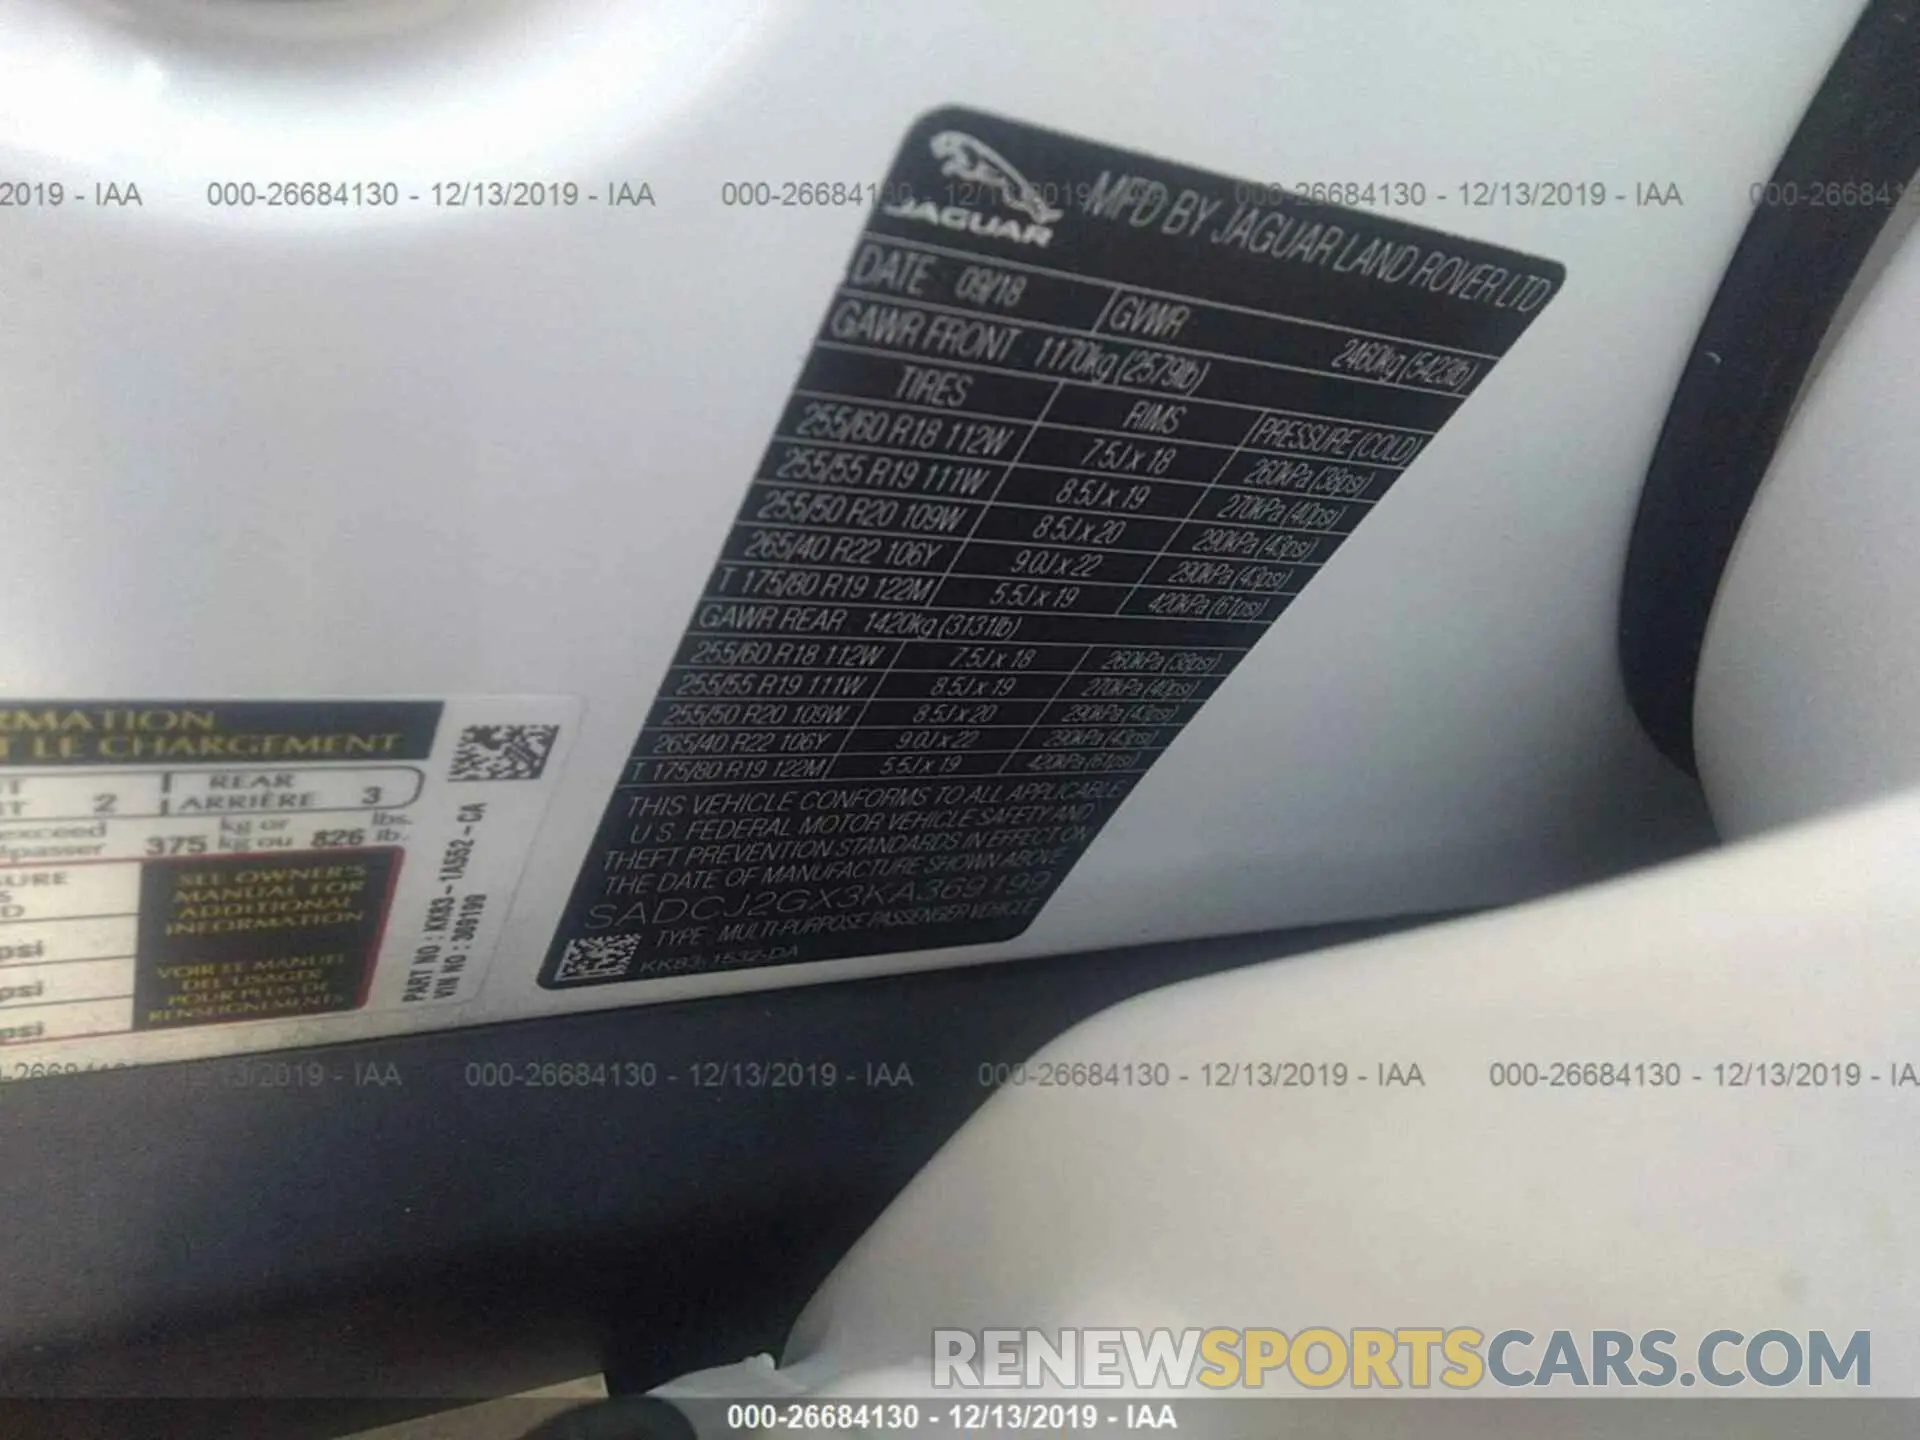 2019 - IAA 000-26684130 - 12/13/2019 - IAA 000-26684130 - 12/13/2019 000-26684130 - 12/13/2019 - IAA 000-266841
JAGUAR MFD BY JAGUAR LAND ROVER LTD
DATE 09/18 GVWR 2460kg (5423lb)
GAWR FRONT 1170kg (2579lb)
TIRES RIMS PRESSURE (COLD)
255/60 R18 112W 7.5J x 18 260kPa (38psi)
255/55 R19 111W 8.5J x 19 270kPa (40psi)
255/50 R20 109W 8.5J x 20 290kPa (43psi)
265/40 R22 106Y 9.0J x 22 290kPa (43psi)
T 175/80 R19 122M 5.5J x 19 420kPa (61psi)
GAWR REAR 1420kg (3131lb)
255/60 R18 112W 7.5J x 18 260kPa (38psi)
255/55 R19 111W 8.5J x 19 270kPa (40psi)
255/50 R20 109W 8.5J x 20 290kPa (43psi)
265/40 R22 106Y 9.0J x 22 290kPa (43psi)
T 175/80 R19 122M 5.5J x 19 420kPa (61psi)
THIS VEHICLE CONFORMS TO ALL APPLICABLE
U.S. FEDERAL MOTOR VEHICLE SAFETY AND
THEFT PREVENTION STANDARDS IN EFFECT ON
THE DATE OF MANUFACTURE SHOWN ABOVE
SADCJ2GX3KA369199
TYPE: MULTI-PURPOSE PASSENGER VEHICLE
KK83-1532-DA
RMATION
T LE CHARGEMENT
REAR
2 ARRIÈRE 3
exceed kg or lbs.
passer 375 kg ou 826 lb.
URE
SEE OWNER'S
MANUAL FOR
ADDITIONAL
INFORMATION
VOIR LE MANUEL
DE L'USAGER
POUR PLUS DE
RENSEIGNEMENTS
psi
psi
psi
PART NO : KK83-1A552-CA
VIN NO : 369199
12/13/2019 - IAA 000-26684130 - 12/13/2019 - IAA 000-26684130 - 12/13/2019 - IAA 000-26684130 - 12/13/2019 - IA
RENEWSPORTSCARS.COM
000-26684130 - 12/13/2019 - IAA